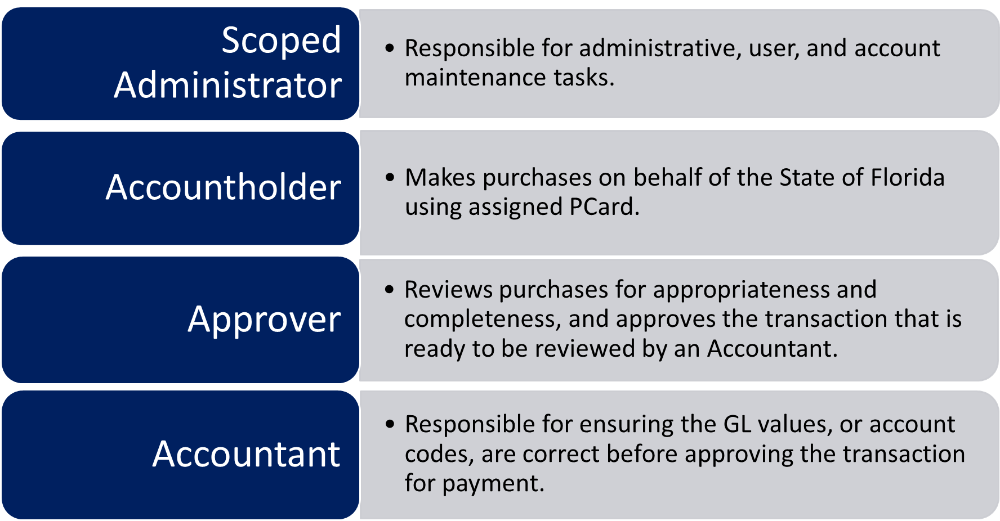 Scoped
Administrator
• Responsible for administrative, user, and account
maintenance tasks.
Accountholder
• Makes purchases on behalf of the State of Florida
using assigned PCard.
Approver
• Reviews purchases for appropriateness and
completeness, and approves the transaction that is
ready to be reviewed by an Accountant.
Accountant
• Responsible for ensuring the GL values, or account
codes, are correct before approving the transaction
for payment.